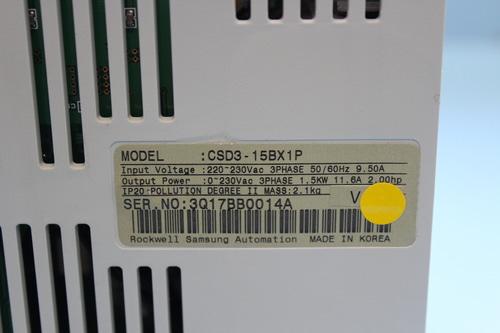 MODEL :CSD3-15BX1P
Input Voltage :220~230Vac 3PHASE 50/60Hz 9.50A
Output Power :0~230Vac 3PHASE 1.5KW 11.6A 2.00hp
IP20-POLLUTION DEGREE II MASS:2.1kg
SER.NO:3Q17BB0014A
Rockwell Samsung Automation MADE IN KOREA